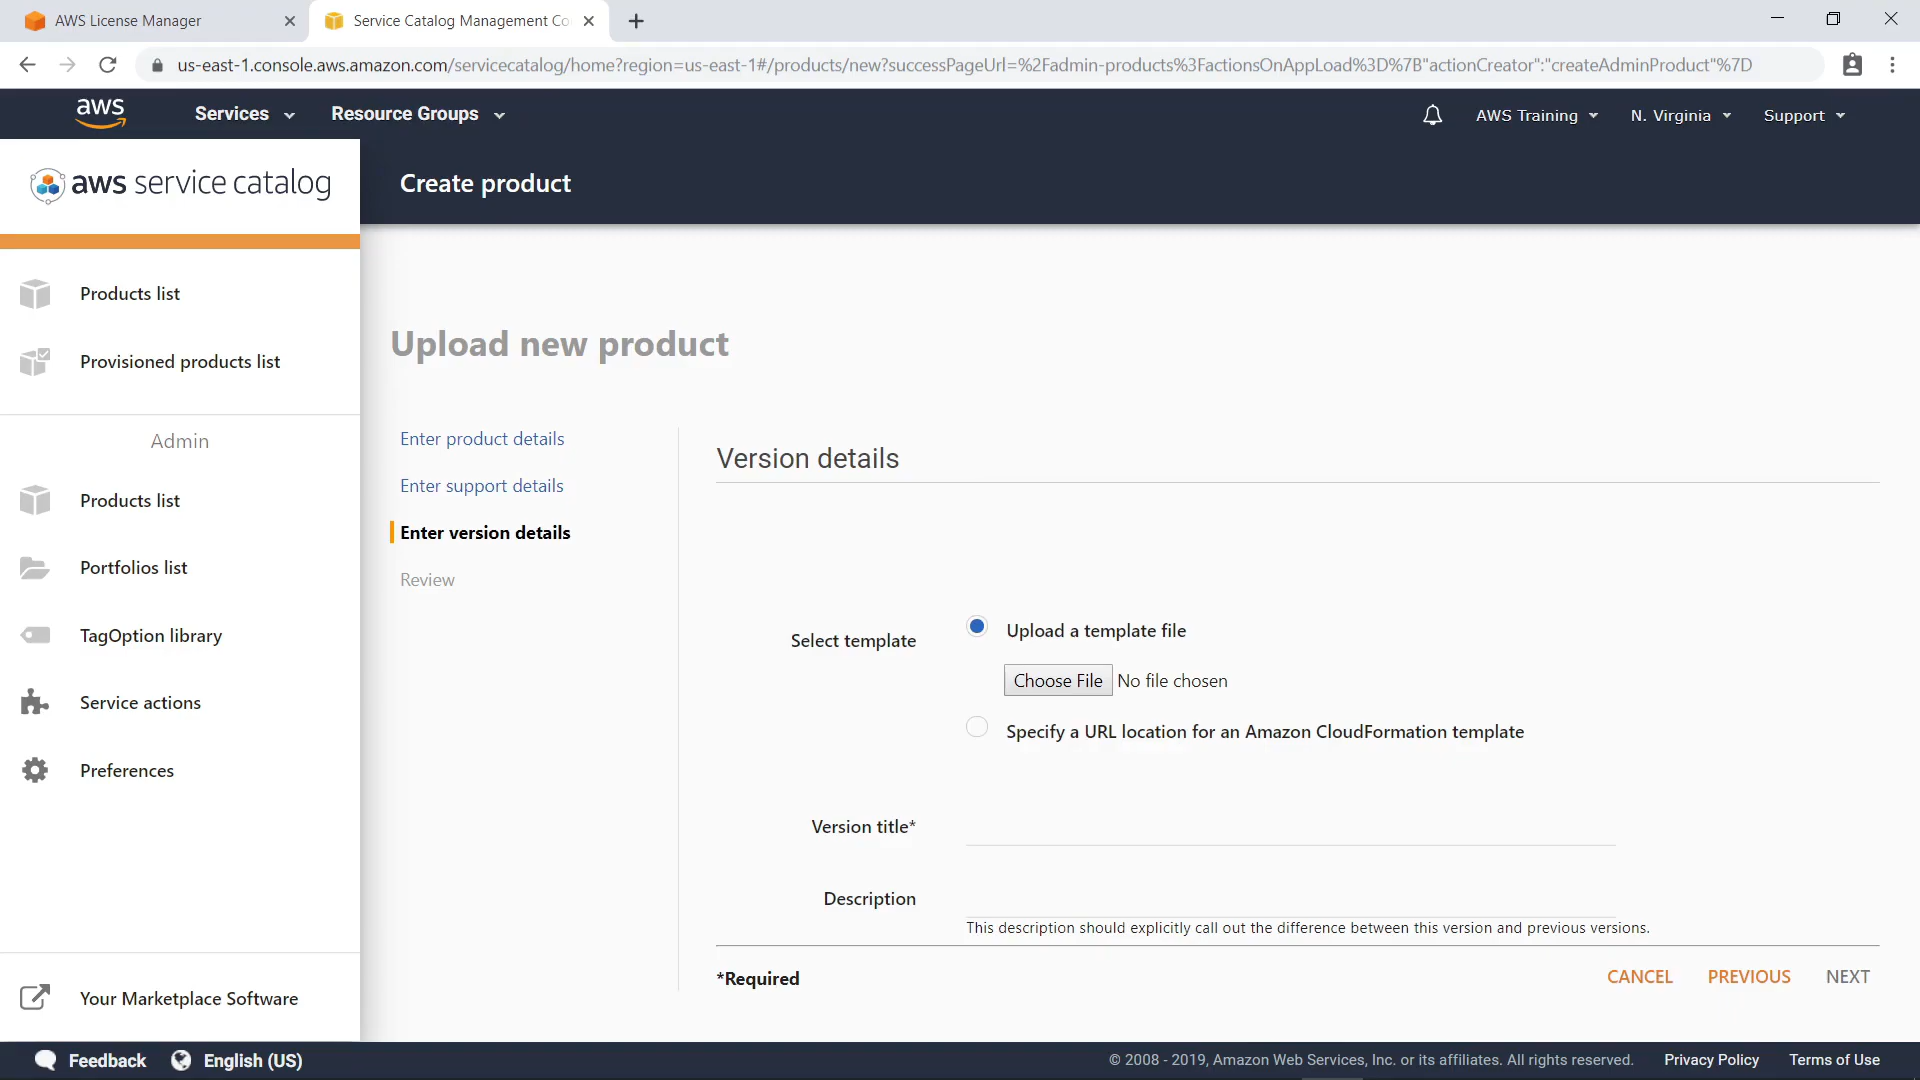 AWS License Manager
Service Catalog Management Co
us-east-1.console.aws.amazon.com/servicecatalog/home?region=us-east-1#/products/new?successPageUrl=%2Fadmin-products%3FactionsOnAppLoad%3D%7B"actionCreator":"createAdminProduct"%7D
aws
Services
Resource Groups
AWS Training
N. Virginia
Support
aws service catalog
Create product
Products list
Provisioned products list
Admin
Products list
Portfolios list
TagOption library
Service actions
Preferences
Your Marketplace Software
Upload new product
Enter product details
Enter support details
Enter version details
Review
Version details
Select template
Upload a template file
Choose File No file chosen
Specify a URL location for an Amazon CloudFormation template
Version title*
Description
This description should explicitly call out the difference between this version and previous versions.
*Required
CANCEL
PREVIOUS
NEXT
Feedback
English (US)
© 2008 - 2019, Amazon Web Services, Inc. or its affiliates. All rights reserved.
Privacy Policy
Terms of Use